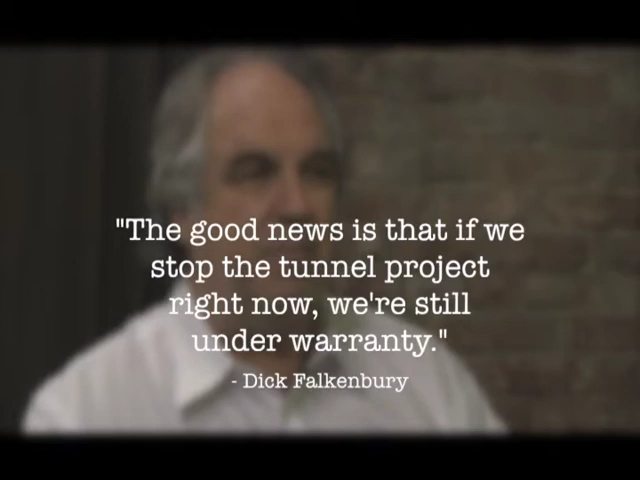 "The good news is that if we
stop the tunnel project
right now, we're still
under warranty."
- Dick Falkenbury